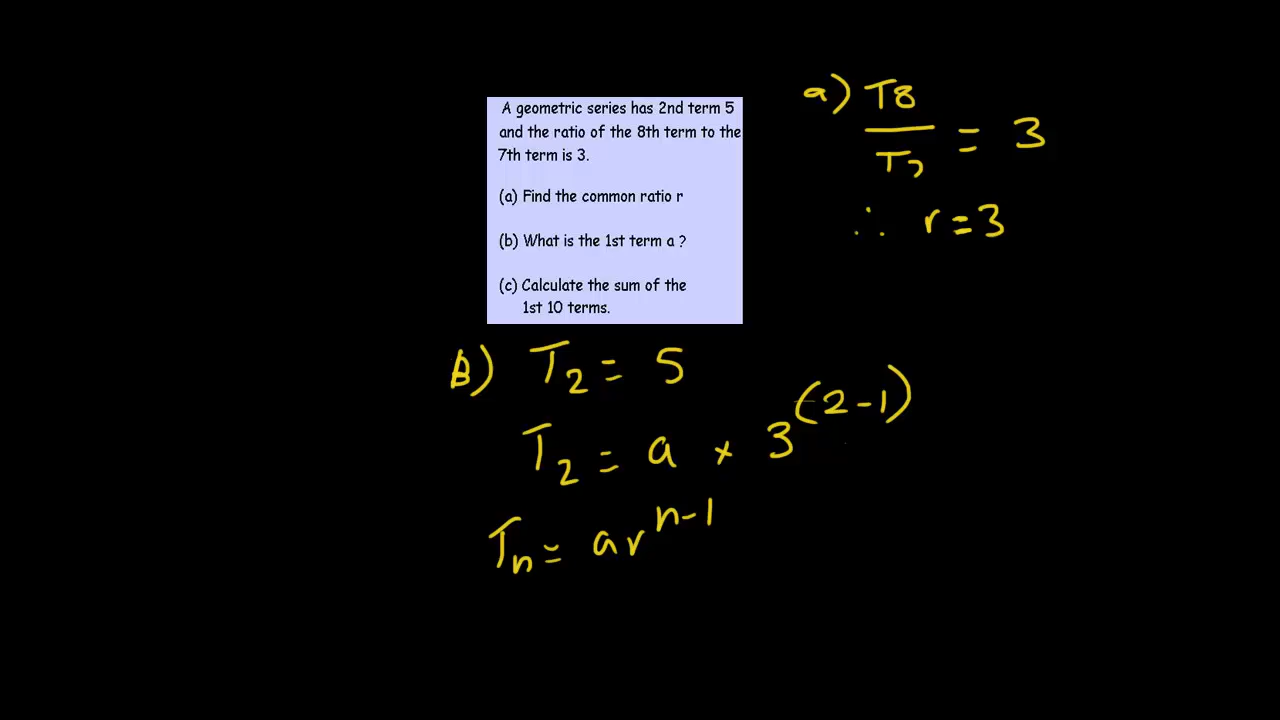 A geometric series has 2nd term 5
and the ratio of the 8th term to the
7th term is 3.
(a) Find the common ratio r
(b) What is the 1st term a ?
(c) Calculate the sum of the
1st 10 terms.
a) T8
T7 = 3
∴ r = 3
B) T2 = 5
T2 = a × 3^(2-1)
Tn = ar^n-1